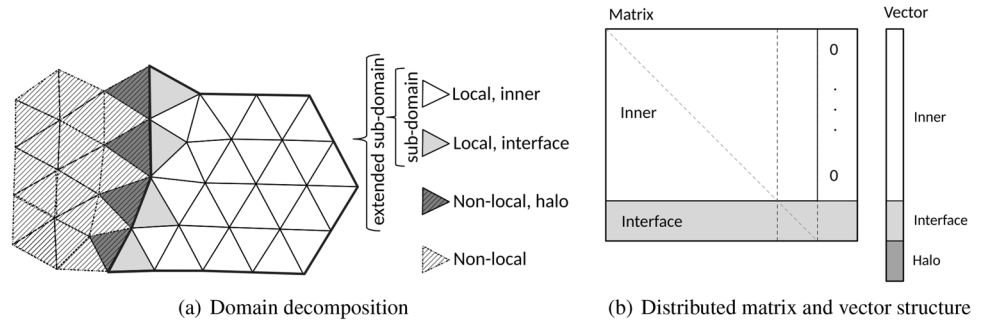 extended sub-domain
sub-domain
Local, inner
Local, interface
Non-local, halo
Non-local
(a) Domain decomposition
Matrix
Vector
0
.
.
.
0
Inner
Interface
Inner
Interface
Halo
(b) Distributed matrix and vector structure